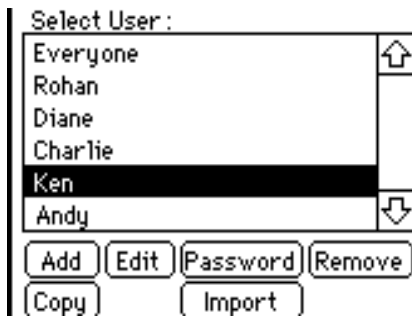 Select User :
Everyone
Rohan
Diane
Charlie
Ken
Andy
Add Edit Password Remove
Copy Import